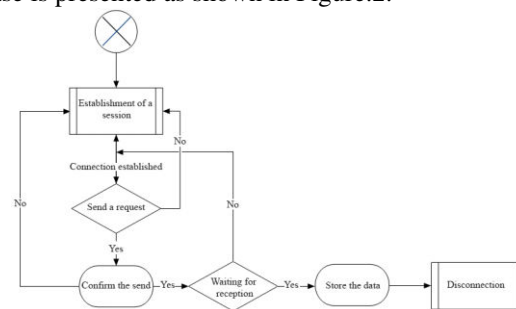 se is presented as shown in Figure.2.
Establishment of a
session
No
Connection established
No
Send a request
No
Yes
Confirm the send
Yes
Waiting for
reception
Yes
Store the data
Disconnection